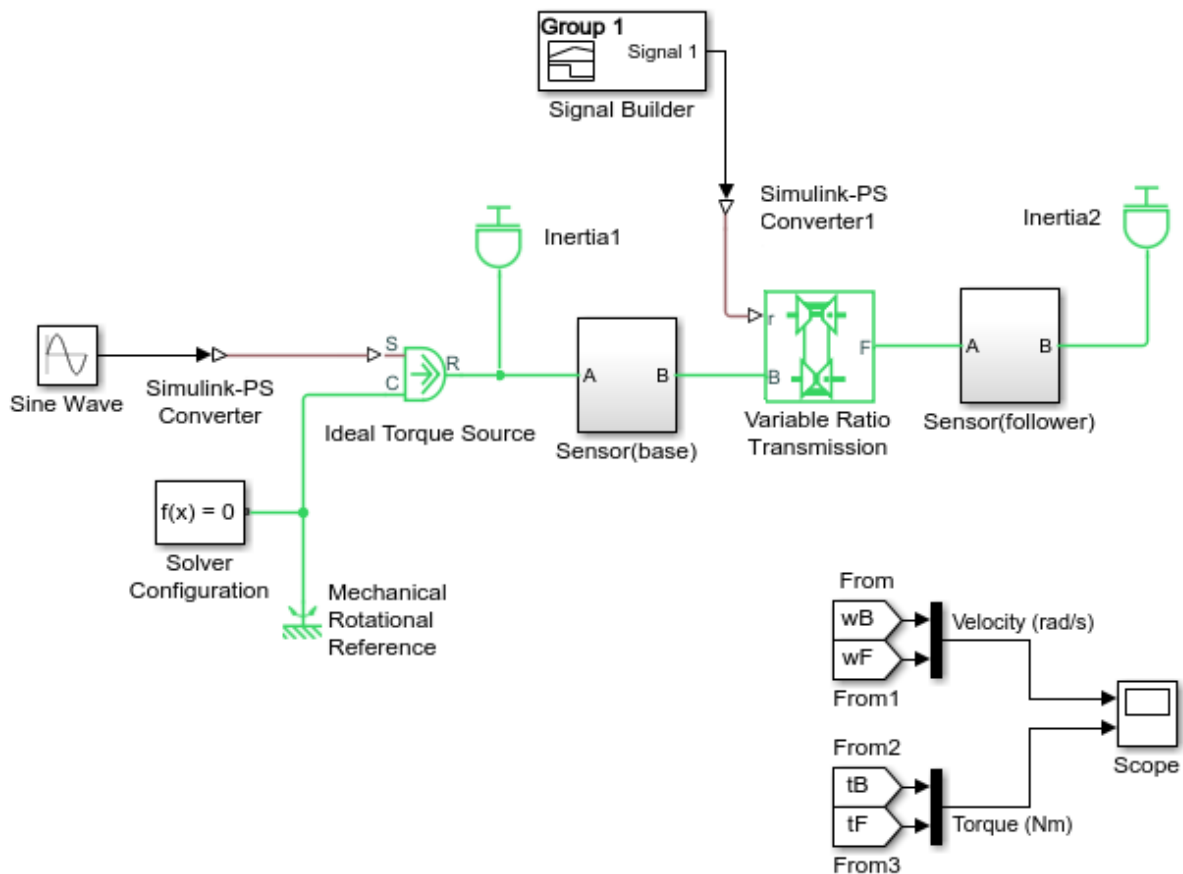 Group 1
Signal 1
Signal Builder
Simulink-PS
Converter1
Inertia1
Inertia2
r
F
B
S
C
R
A
B
A
B
Sine Wave
Simulink-PS
Converter
Ideal Torque Source
Sensor(base)
Variable Ratio
Transmission
Sensor(follower)
f(x) = 0
Solver
Configuration
Mechanical
Rotational
Reference
From
wB
wF
From1
Velocity (rad/s)
From2
tB
tF
From3
Torque (Nm)
Scope